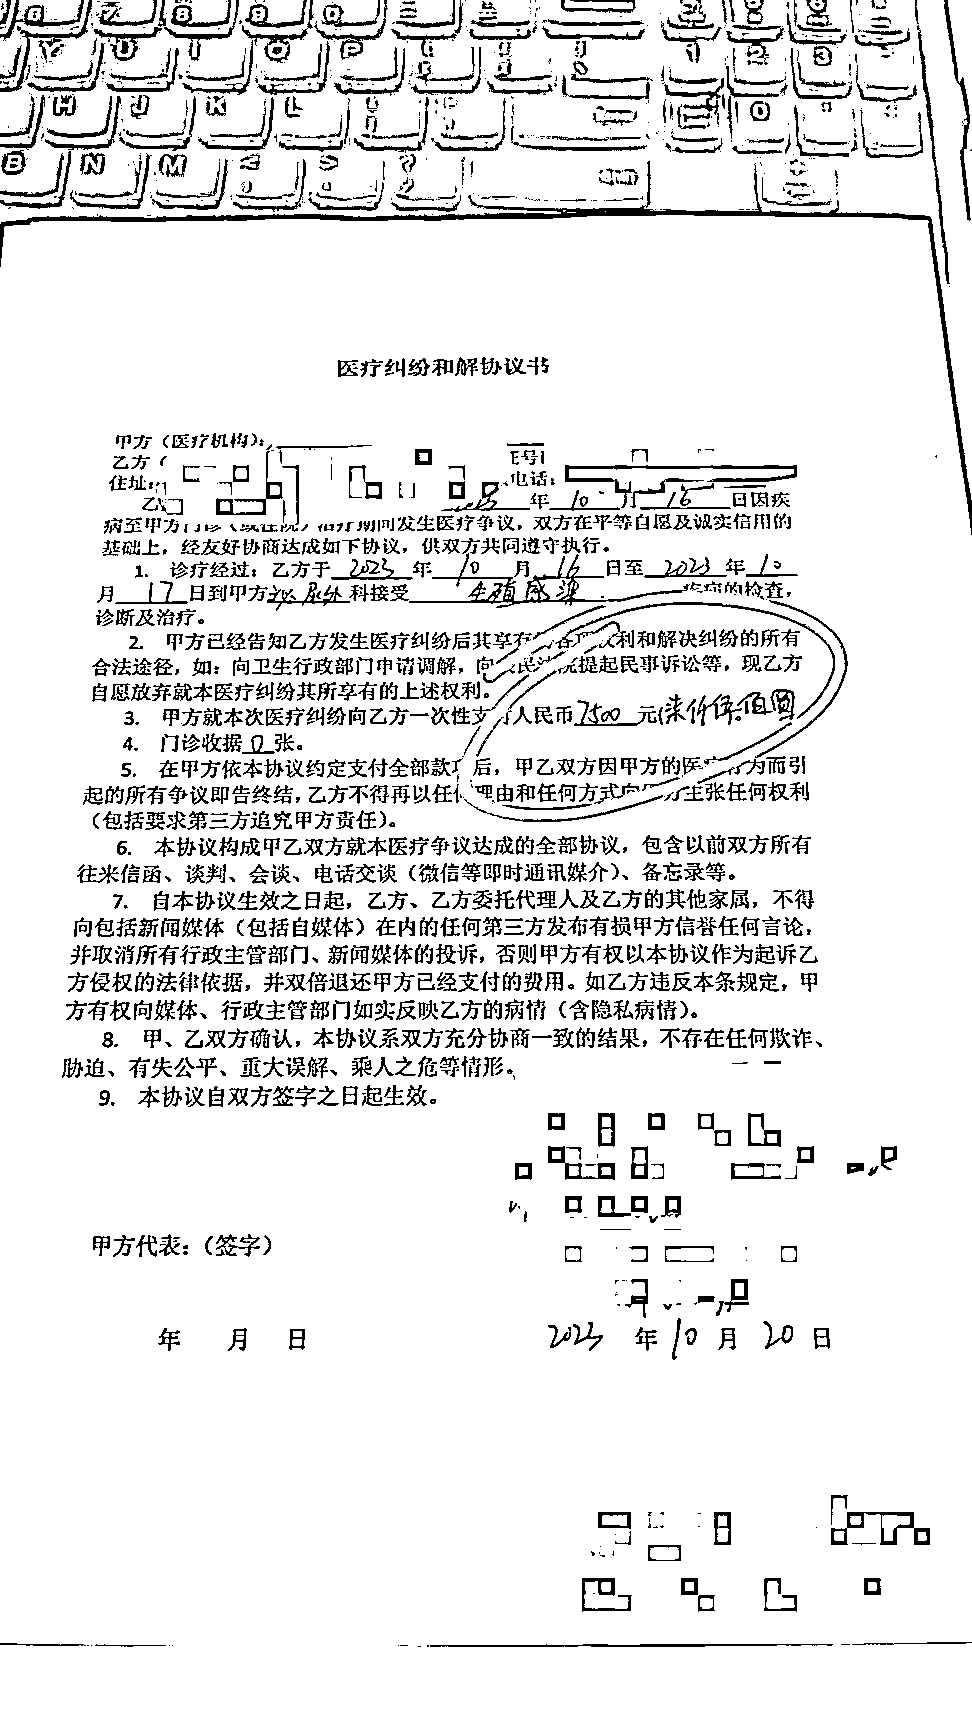 7 8 9 0
Y U I O P 1 2 3
H J K L 0
B N M
医疗纠纷和解协议书
甲方（医疗机构）：
乙方（
住址： 电话：
乙 年 10 月 16 日因疾
病至甲方门诊（或住院）治疗期间发生医疗争议，双方在平等自愿及诚实信用的
基础上，经友好协商达成如下协议，供双方共同遵守执行。
1. 诊疗经过：乙方于 2023 年 10 月 16 日至 2023 年 10
月 17 日到甲方泌尿外科接受 生殖感染 疾病的检查，
诊断及治疗。
2. 甲方已经告知乙方发生医疗纠纷后其享有的各项权利和解决纠纷的所有
合法途径，如：向卫生行政部门申请调解，向人民法院提起民事诉讼等，现乙方
自愿放弃就本医疗纠纷其所享有的上述权利。
3. 甲方就本次医疗纠纷向乙方一次性支付人民币 7500 元(柒仟伍佰圆
4. 门诊收据 0 张。
5. 在甲方依本协议约定支付全部款项后，甲乙双方因甲方的医疗行为而引
起的所有争议即告终结，乙方不得再以任何理由和任何方式向甲方主张任何权利
（包括要求第三方追究甲方责任）。
6. 本协议构成甲乙双方就本医疗争议达成的全部协议，包含以前双方所有
往来信函、谈判、会谈、电话交谈（微信等即时通讯媒介）、备忘录等。
7. 自本协议生效之日起，乙方、乙方委托代理人及乙方的其他家属，不得
向包括新闻媒体（包括自媒体）在内的任何第三方发布有损甲方信誉任何言论，
并取消所有行政主管部门、新闻媒体的投诉，否则甲方有权以本协议作为起诉乙
方侵权的法律依据，并双倍退还甲方已经支付的费用。如乙方违反本条规定，甲
方有权向媒体、行政主管部门如实反映乙方的病情（含隐私病情）。
8. 甲、乙双方确认，本协议系双方充分协商一致的结果，不存在任何欺诈、
胁迫、有失公平、重大误解、乘人之危等情形。
9. 本协议自双方签字之日起生效。
甲方代表：（签字）
年 月 日 2023 年 10 月 20 日